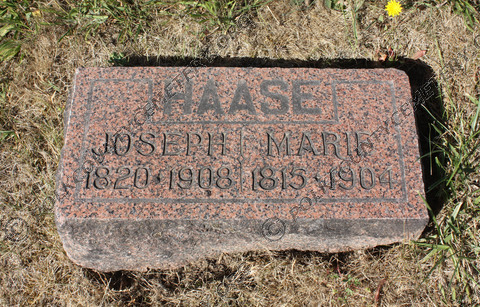 HAASE
JOSEPH MARIE
1820 · 1908 1815 · 1904